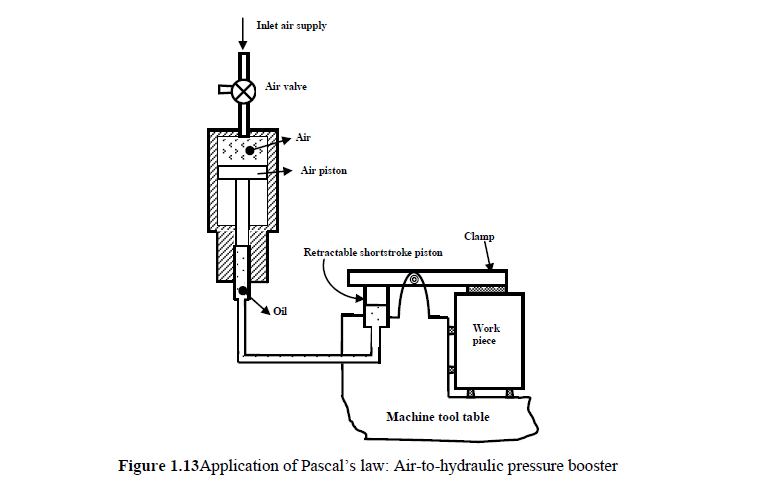 Inlet air supply
Air valve
Air
Air piston
Clamp
Retractable shortstroke piston
Oil
Work
piece
Machine tool table
Figure 1.13Application of Pascal’s law: Air-to-hydraulic pressure booster